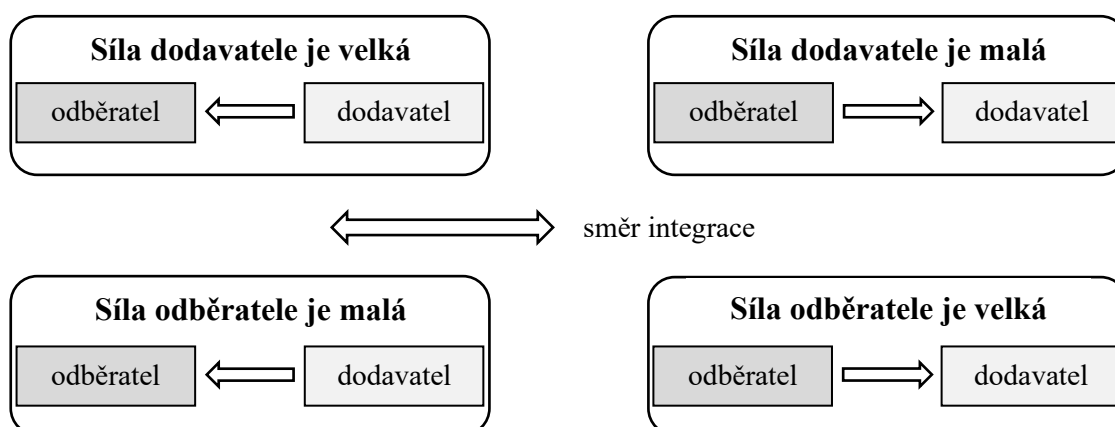 Síla dodavatele je velká
odběratel
dodavatel
Síla dodavatele je malá
odběratel
dodavatel
směr integrace
Síla odběratele je malá
odběratel
dodavatel
Síla odběratele je velká
odběratel
dodavatel